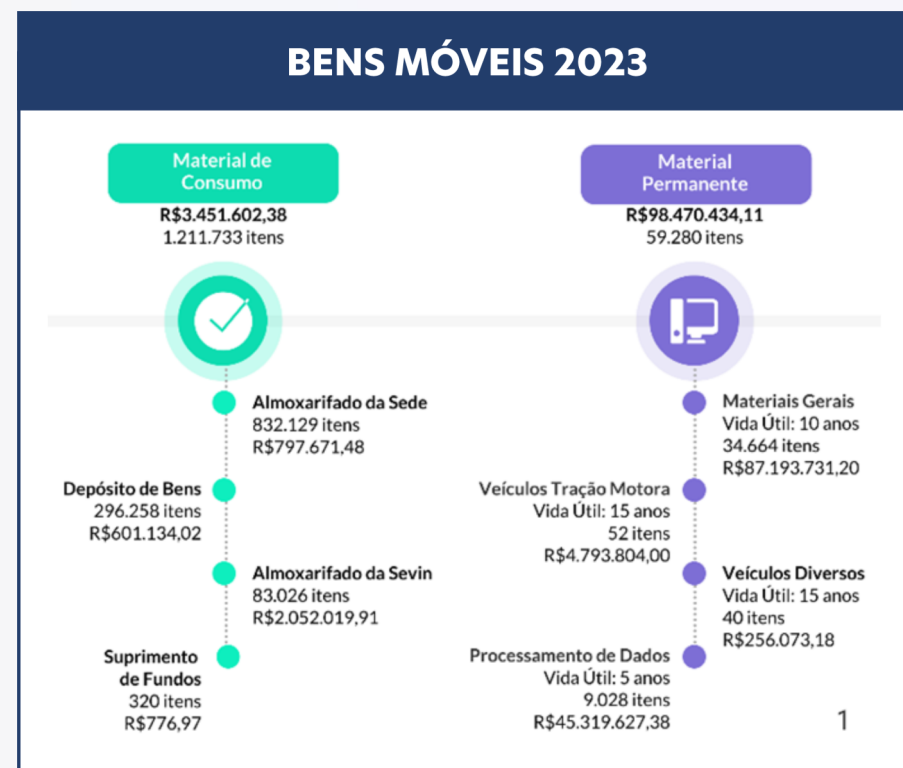 BENS MÓVEIS 2023
Material de
Consumo
R$3.451.602,38
1.211.733 itens
Almoxarifado da Sede
832.129 itens
R$797.671,48
Depósito de Bens
296.258 itens
R$601.134,02
Almoxarifado da Sevin
83.026 itens
R$2.052.019,91
Suprimento
de Fundos
320 itens
R$776,97
Material
Permanente
R$98.470.434,11
59.280 itens
Materiais Gerais
Vida Útil: 10 anos
34.664 itens
R$87.193.731,20
Veículos Tração Motora
Vida Útil: 15 anos
52 itens
R$4.793.804,00
Veículos Diversos
Vida Útil: 15 anos
40 itens
R$256.073,18
Processamento de Dados
Vida Útil: 5 anos
9.028 itens
R$45.319.627,38
1